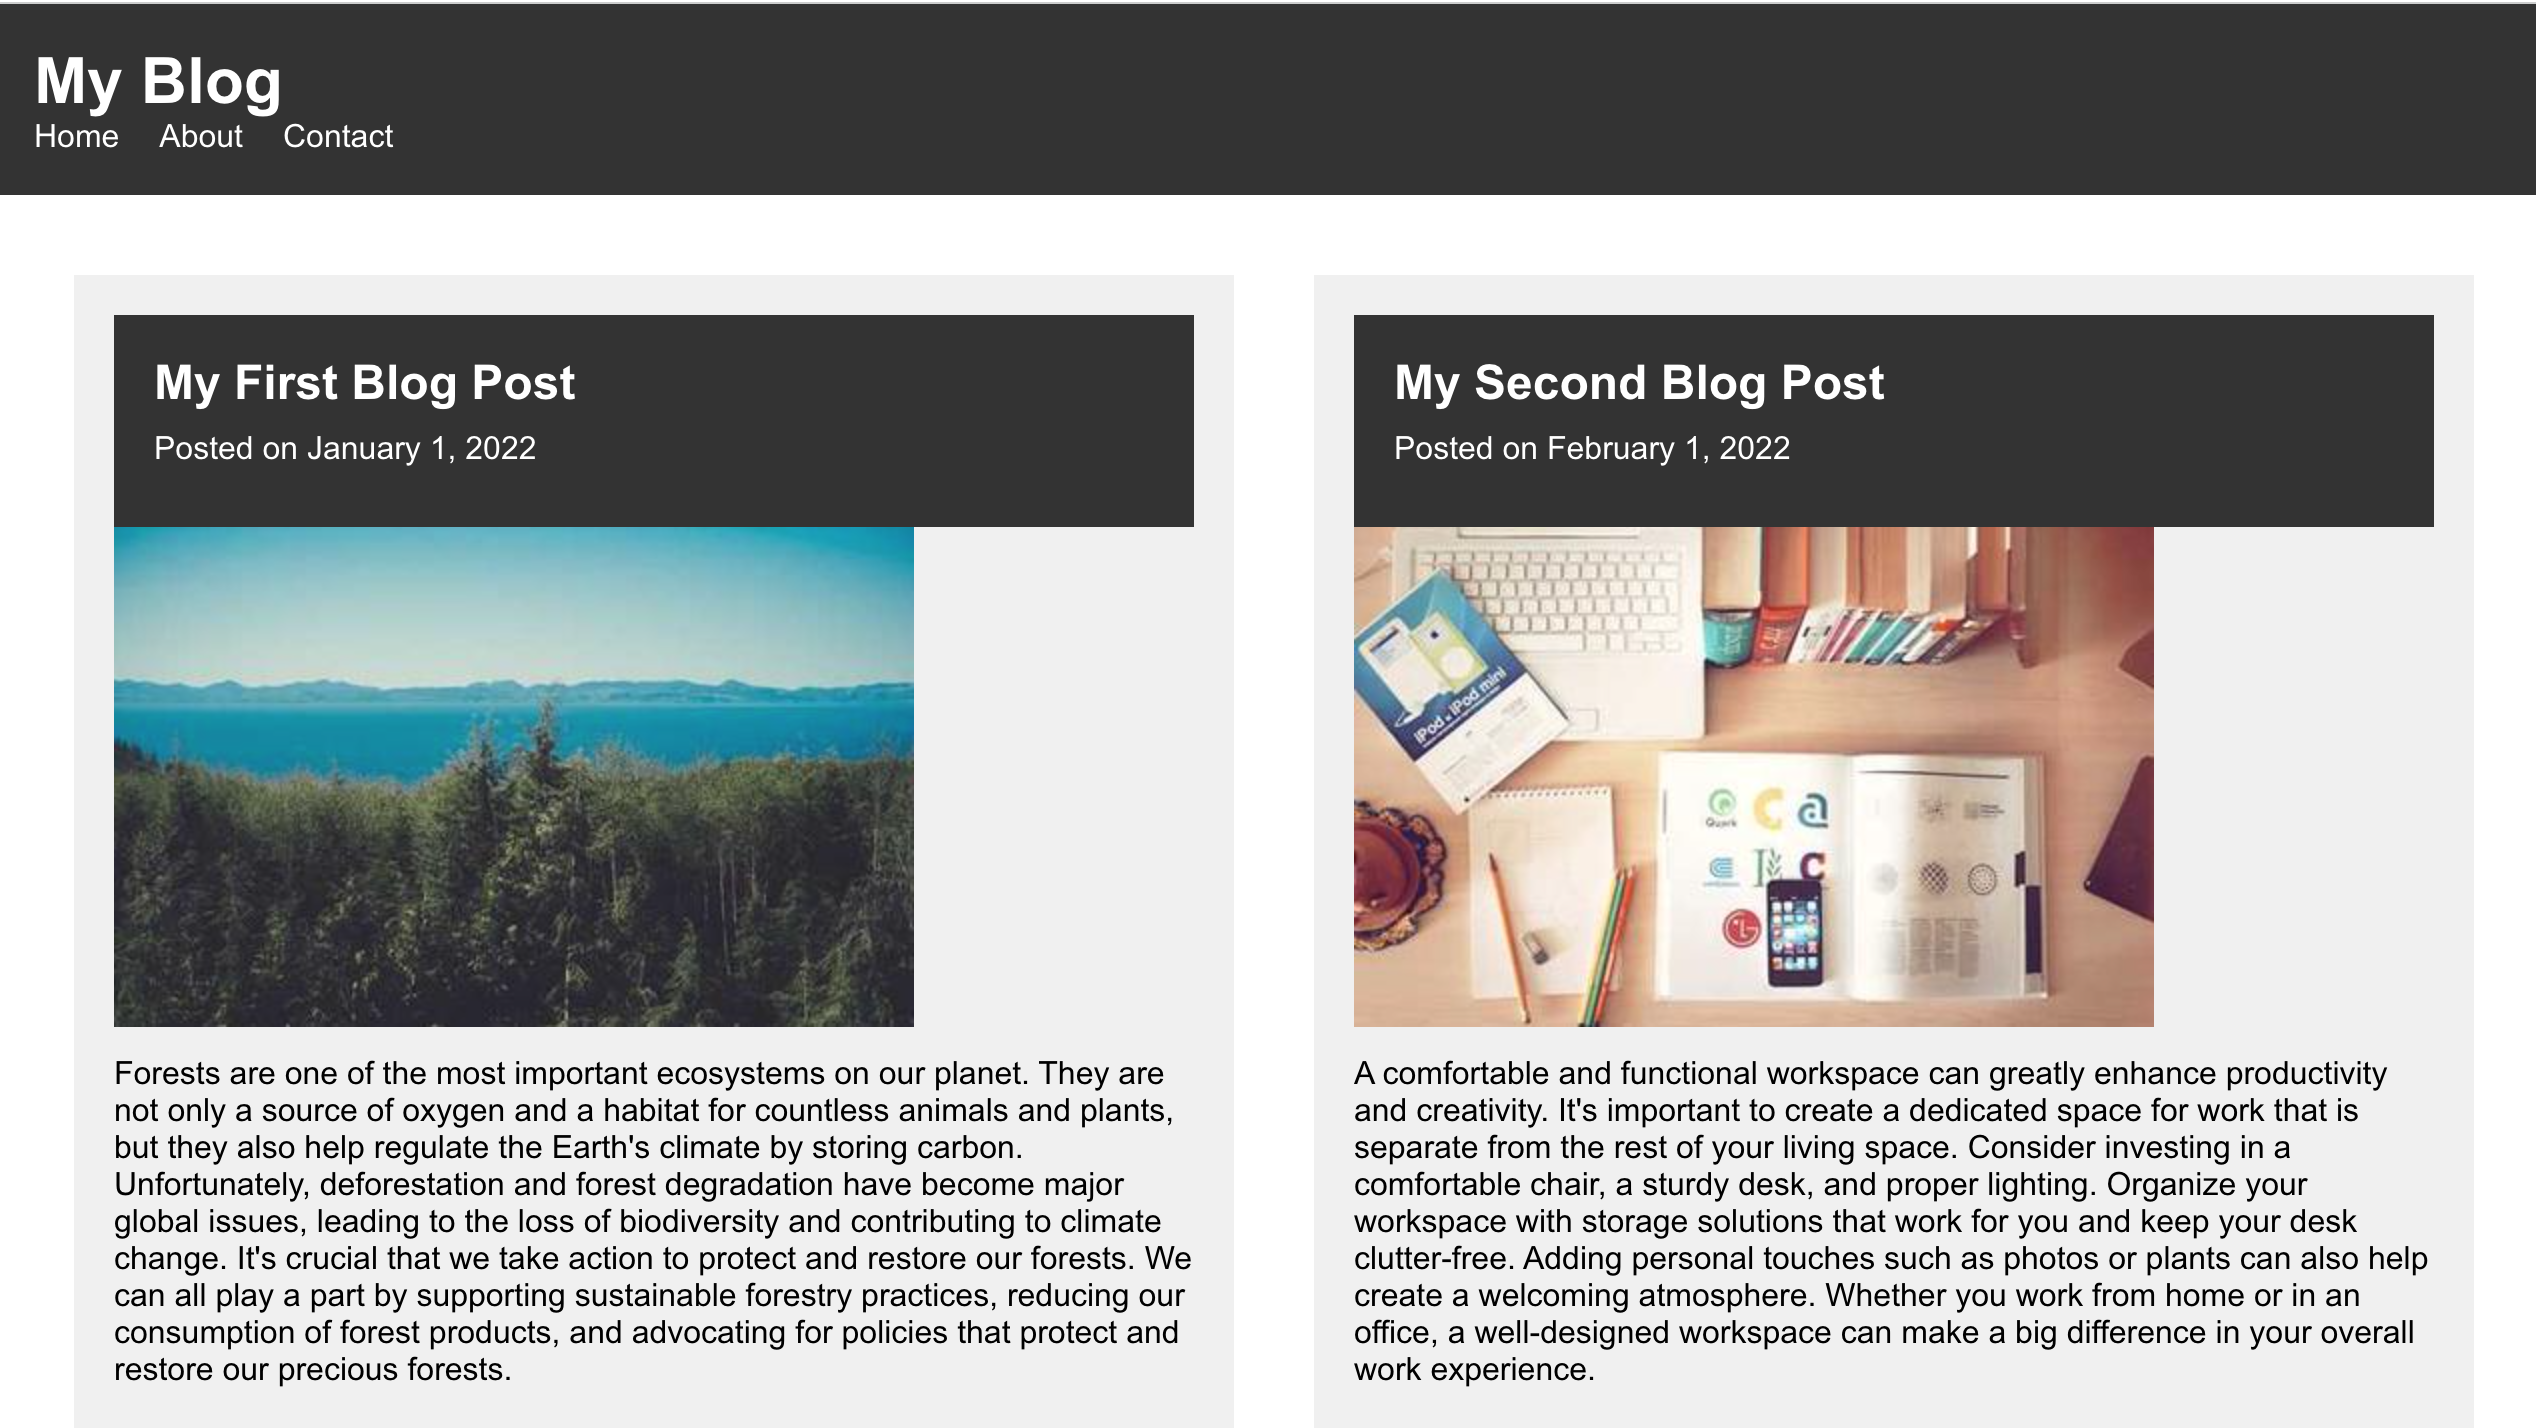 My Blog
Home About Contact
My First Blog Post
Posted on January 1, 2022
Forests are one of the most important ecosystems on our planet. They are
not only a source of oxygen and a habitat for countless animals and plants,
but they also help regulate the Earth's climate by storing carbon.
Unfortunately, deforestation and forest degradation have become major
global issues, leading to the loss of biodiversity and contributing to climate
change. It's crucial that we take action to protect and restore our forests. We
can all play a part by supporting sustainable forestry practices, reducing our
consumption of forest products, and advocating for policies that protect and
restore our precious forests.
My Second Blog Post
Posted on February 1, 2022
iPod + iPod mini
Quark
C a
c
LG
A comfortable and functional workspace can greatly enhance productivity
and creativity. It's important to create a dedicated space for work that is
separate from the rest of your living space. Consider investing in a
comfortable chair, a sturdy desk, and proper lighting. Organize your
workspace with storage solutions that work for you and keep your desk
clutter-free. Adding personal touches such as photos or plants can also help
create a welcoming atmosphere. Whether you work from home or in an
office, a well-designed workspace can make a big difference in your overall
work experience.